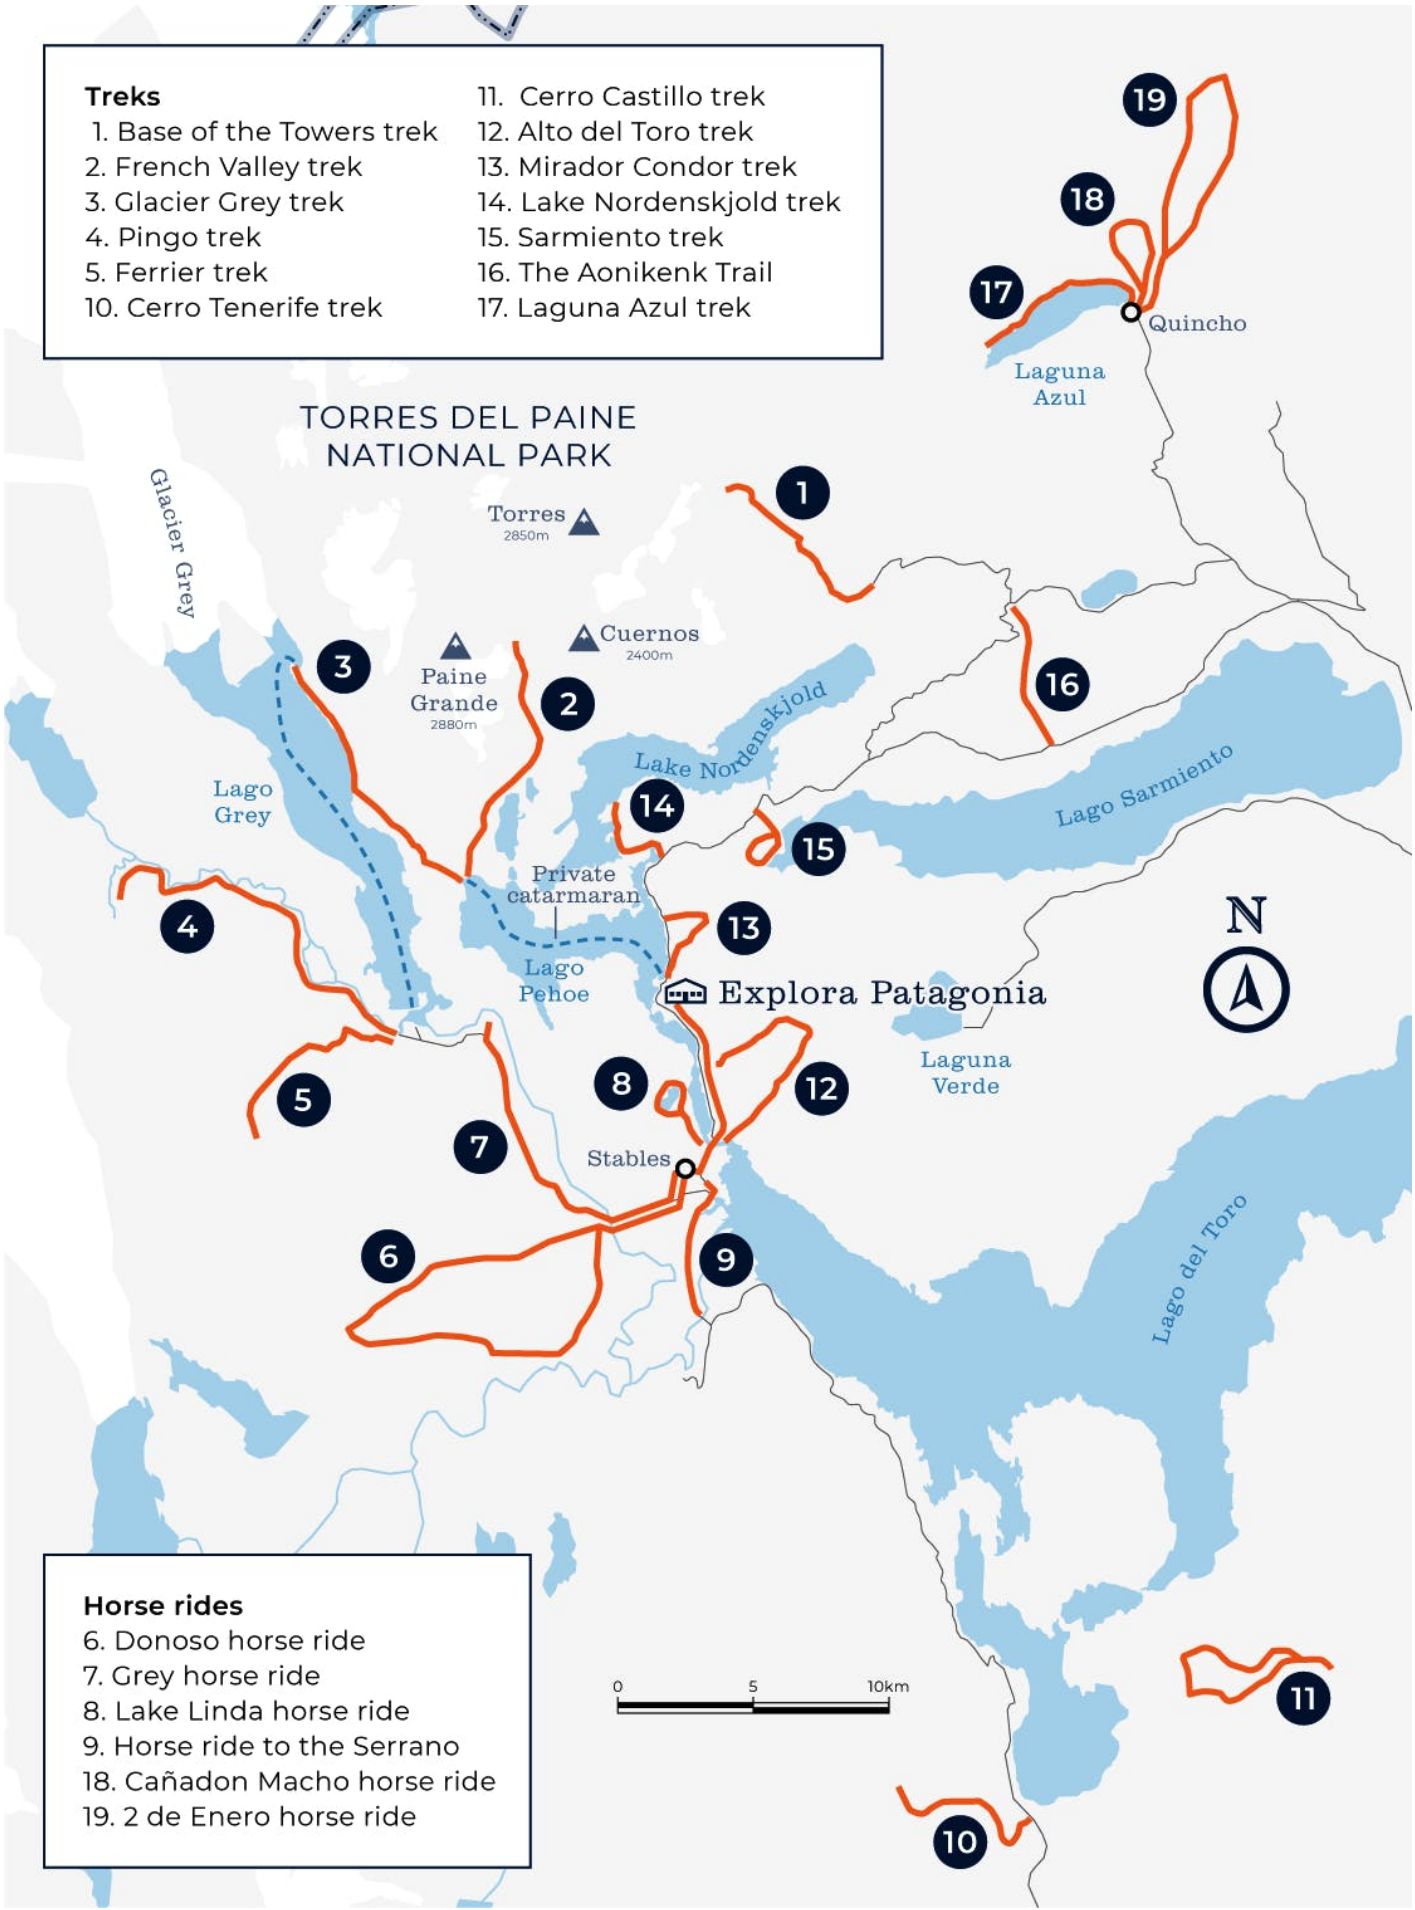 Treks
1. Base of the Towers trek
2. French Valley trek
3. Glacier Grey trek
4. Pingo trek
5. Ferrier trek
10. Cerro Tenerife trek
11. Cerro Castillo trek
12. Alto del Toro trek
13. Mirador Condor trek
14. Lake Nordenskjold trek
15. Sarmiento trek
16. The Aonikenk Trail
17. Laguna Azul trek
19
18
17
Quincho
Laguna
Azul
TORRES DEL PAINE
NATIONAL PARK
Glacier Grey
Torres
2850m
1
Cuernos
2400m
Paine
Grande
2880m
3
2
16
Lake Nordenskjold
Lago
Grey
Lago Sarmiento
14
15
Private
catarmaran
4
13
N
Lago
Pehoe
Explora Patagonia
Laguna
Verde
5
8
12
7
Stables
6
9
Lago del Toro
Horse rides
6. Donoso horse ride
7. Grey horse ride
8. Lake Linda horse ride
9. Horse ride to the Serrano
18. Cañadon Macho horse ride
19. 2 de Enero horse ride
0 5 10km
11
10